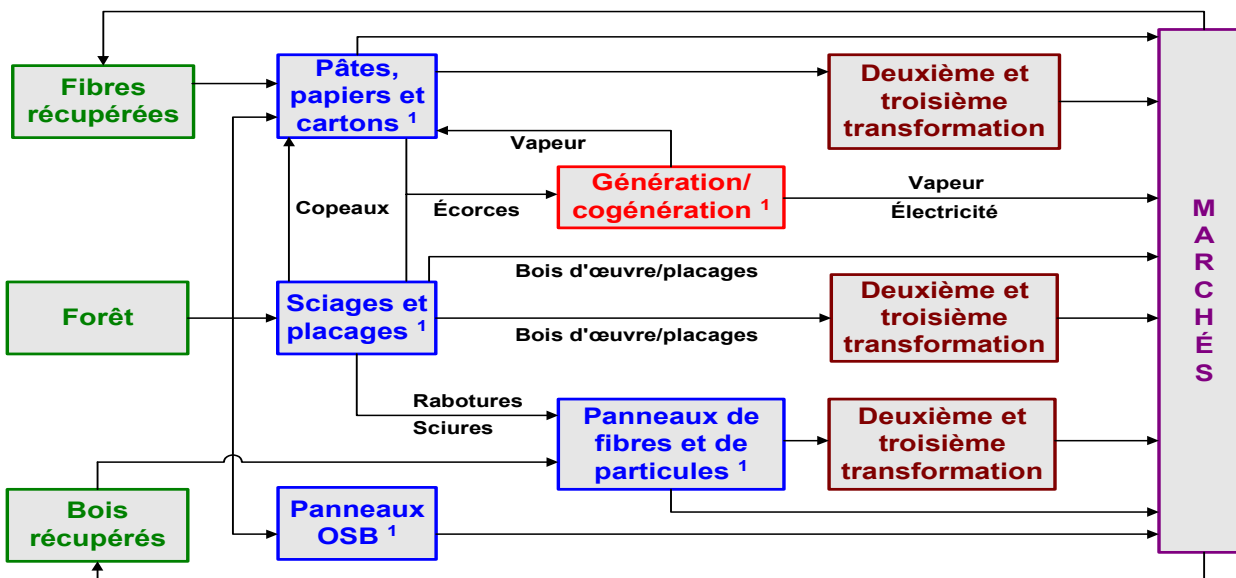 Fibres
récupérées
Pâtes,
papiers et
cartons ¹
Deuxième et
troisième
transformation
Vapeur
Copeaux
Écorces
Génération/
cogénération ¹
Vapeur
Électricité
MARCHÉS
Forêt
Sciages et
placages ¹
Bois d'œuvre/placages
Bois d'œuvre/placages
Deuxième et
troisième
transformation
Rabotures
Sciures
Panneaux de
fibres et de
particules ¹
Deuxième et
troisième
transformation
Bois
récupérés
Panneaux
OSB ¹